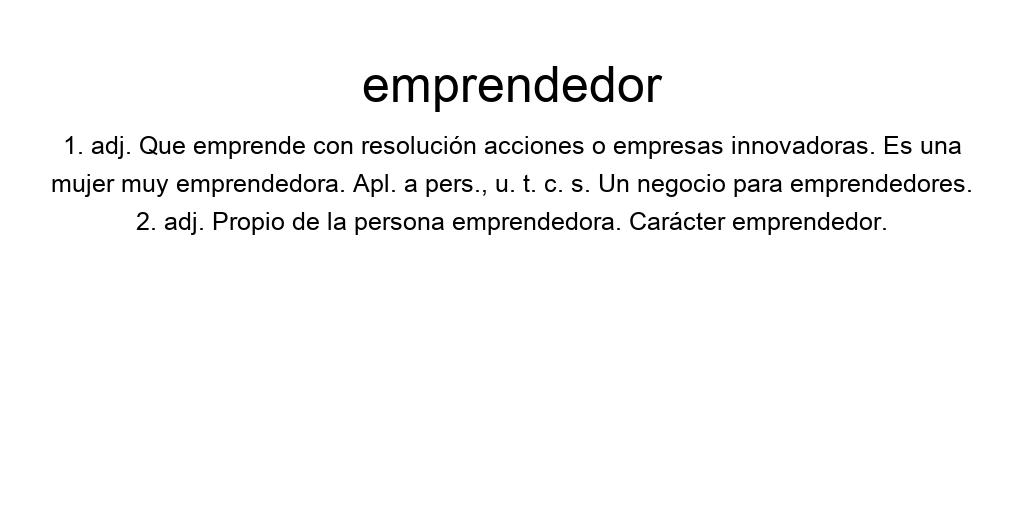 emprendedor
1. adj. Que emprende con resolución acciones o empresas innovadoras. Es una
mujer muy emprendedora. Apl. a pers., u. t. c. s. Un negocio para emprendedores.
2. adj. Propio de la persona emprendedora. Carácter emprendedor.